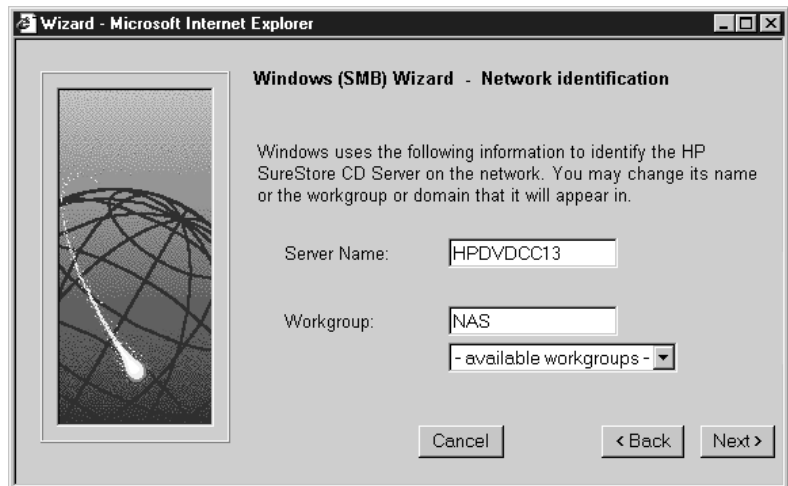 Wizard - Microsoft Internet Explorer
Windows (SMB) Wizard - Network identification
Windows uses the following information to identify the HP
SureStore CD Server on the network. You may change its name
or the workgroup or domain that it will appear in.
Server Name: HPDVDCC13
Workgroup: NAS
- available workgroups -
Cancel < Back Next >